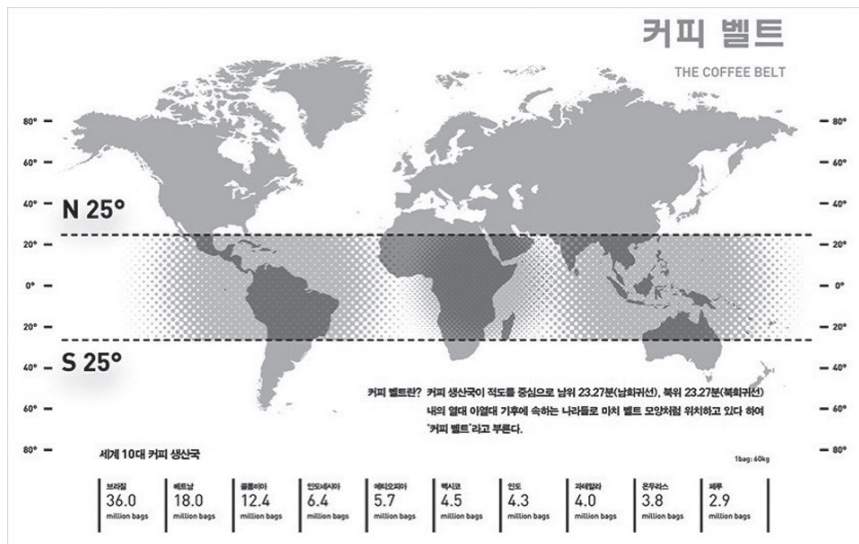 커피 벨트
THE COFFEE BELT
80° 80°
60° 60°
40° 40°
N 25°
20° 20°
0° 0°
20° 20°
S 25°
40° 40°
60° 60°
80° 80°
커피 벨트란? 커피 생산국이 적도를 중심으로 남위 23.27분(남회귀선), 북위 23.27분(북회귀선)
내의 열대 아열대 기후에 속하는 나라들로 마치 벨트 모양처럼 위치하고 있다 하여
'커피 벨트'라고 부른다.
세계 10대 커피 생산국
1bag: 60kg
브라질 베트남 콜롬비아 인도네시아 에티오피아 멕시코 인도 과테말라 온두라스 페루
36.0 18.0 12.4 6.4 5.7 4.5 4.3 4.0 3.8 2.9
million bags million bags million bags million bags million bags million bags million bags million bags million bags million bags